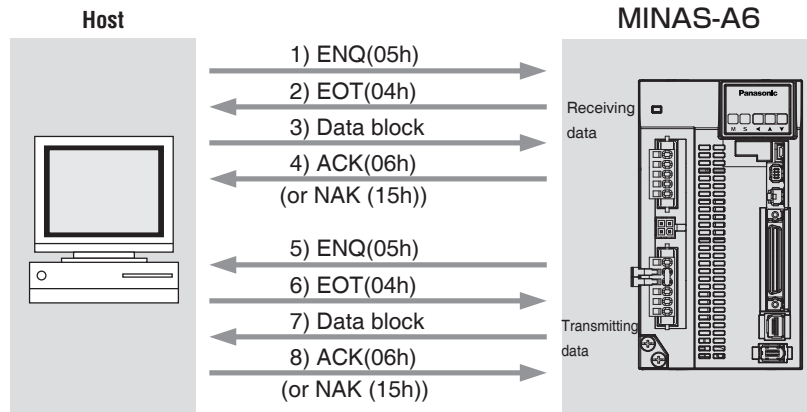 Host
MINAS-A6
1) ENQ(05h)
2) EOT(04h)
3) Data block
4) ACK(06h)
(or NAK (15h))
Receiving
data
Panasonic
M S ◀ ▲ ▼
5) ENQ(05h)
6) EOT(04h)
7) Data block
8) ACK(06h)
(or NAK (15h))
Transmitting
data